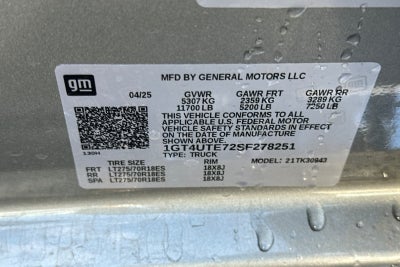 gm
MFD BY GENERAL MOTORS LLC
04/25 GVWR GAWR FRT GAWR RR
5307 KG 2359 KG 3289 KG
11700 LB 5200 LB 7250 LB
THIS VEHICLE CONFORMS TO ALL
APPLICABLE U.S. FEDERAL MOTOR
VEHICLE SAFETY STANDARDS IN EFFECT
ON THE DATE OF MANUFACTURE
SHOWN ABOVE.
1GT4UTE72SF278251
TYPE: TRUCK MODEL: 21TK30943
130H
TIRE SIZE RIM
FRT LT275/70R18ES 18X8J
RR LT275/70R18ES 18X8J
SPA LT275/70R18ES 18X8J